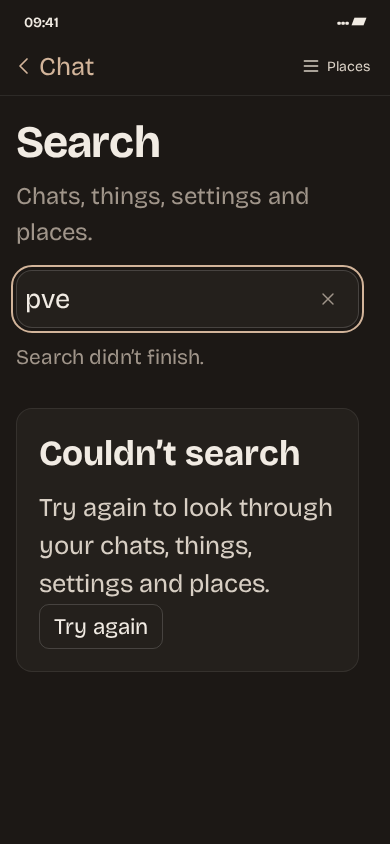 09:41
Chat
Places
Search
Chats, things, settings and
places.
pve
Search didn't finish.
Couldn't search
Try again to look through
your chats, things,
settings and places.
Try again